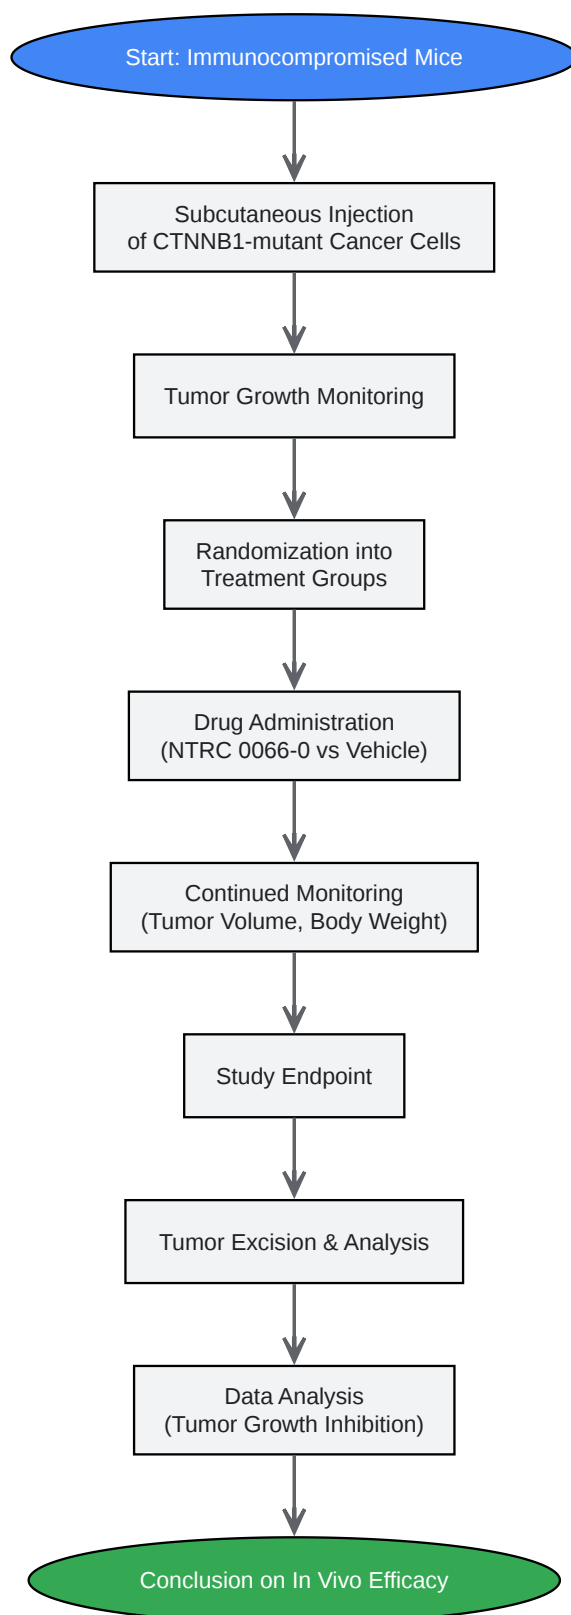 Start: Immunocompromised Mice
Subcutaneous Injection
of CTNNB1-mutant Cancer Cells
Tumor Growth Monitoring
Randomization into
Treatment Groups
Drug Administration
(NTRC 0066-0 vs Vehicle)
Continued Monitoring
(Tumor Volume, Body Weight)
Study Endpoint
Tumor Excision & Analysis
Data Analysis
(Tumor Growth Inhibition)
Conclusion on In Vivo Efficacy